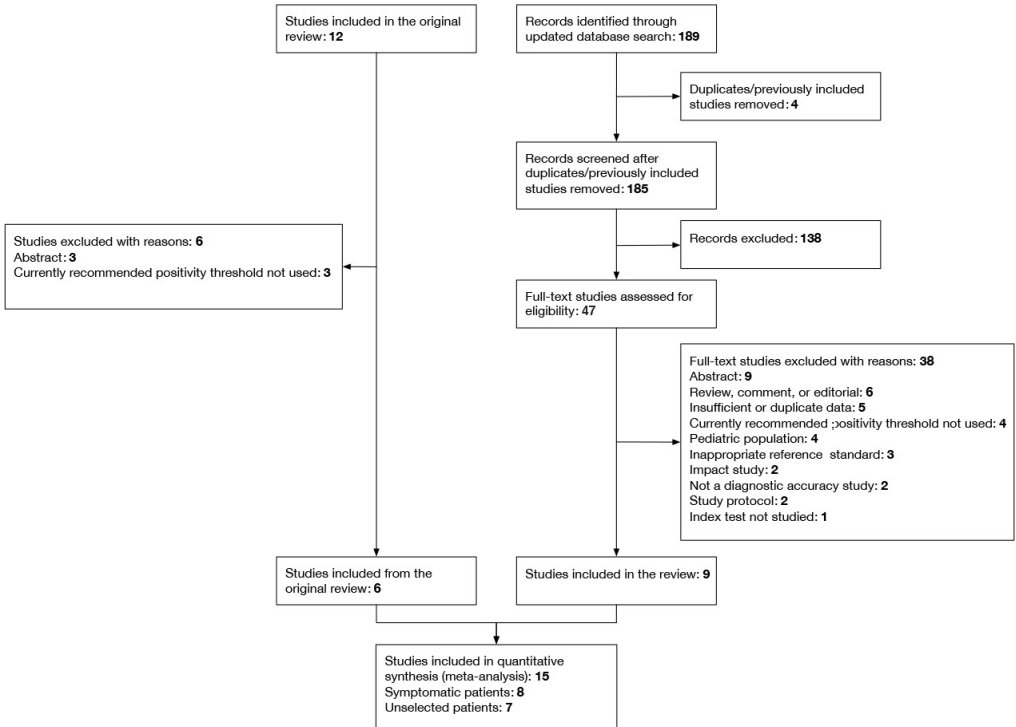 Studies included in the original
review: 12
Records identified through
updated database search: 189
Duplicates/previously included
studies removed: 4
Records screened after
duplicates/previously included
studies removed: 185
Studies excluded with reasons: 6
Abstract: 3
Currently recommended positivity threshold not used: 3
Records excluded: 138
Full-text studies assessed for
eligibility: 47
Full-text studies excluded with reasons: 38
Abstract: 9
Review, comment, or editorial: 6
Insufficient or duplicate data: 5
Currently recommended positivity threshold not used: 4
Pediatric population: 4
Inappropriate reference standard: 3
Impact study: 2
Not a diagnostic accuracy study: 2
Study protocol: 2
Index test not studied: 1
Studies included from the
original review: 6
Studies included in the review: 9
Studies included in quantitative
synthesis (meta-analysis): 15
Symptomatic patients: 8
Unselected patients: 7